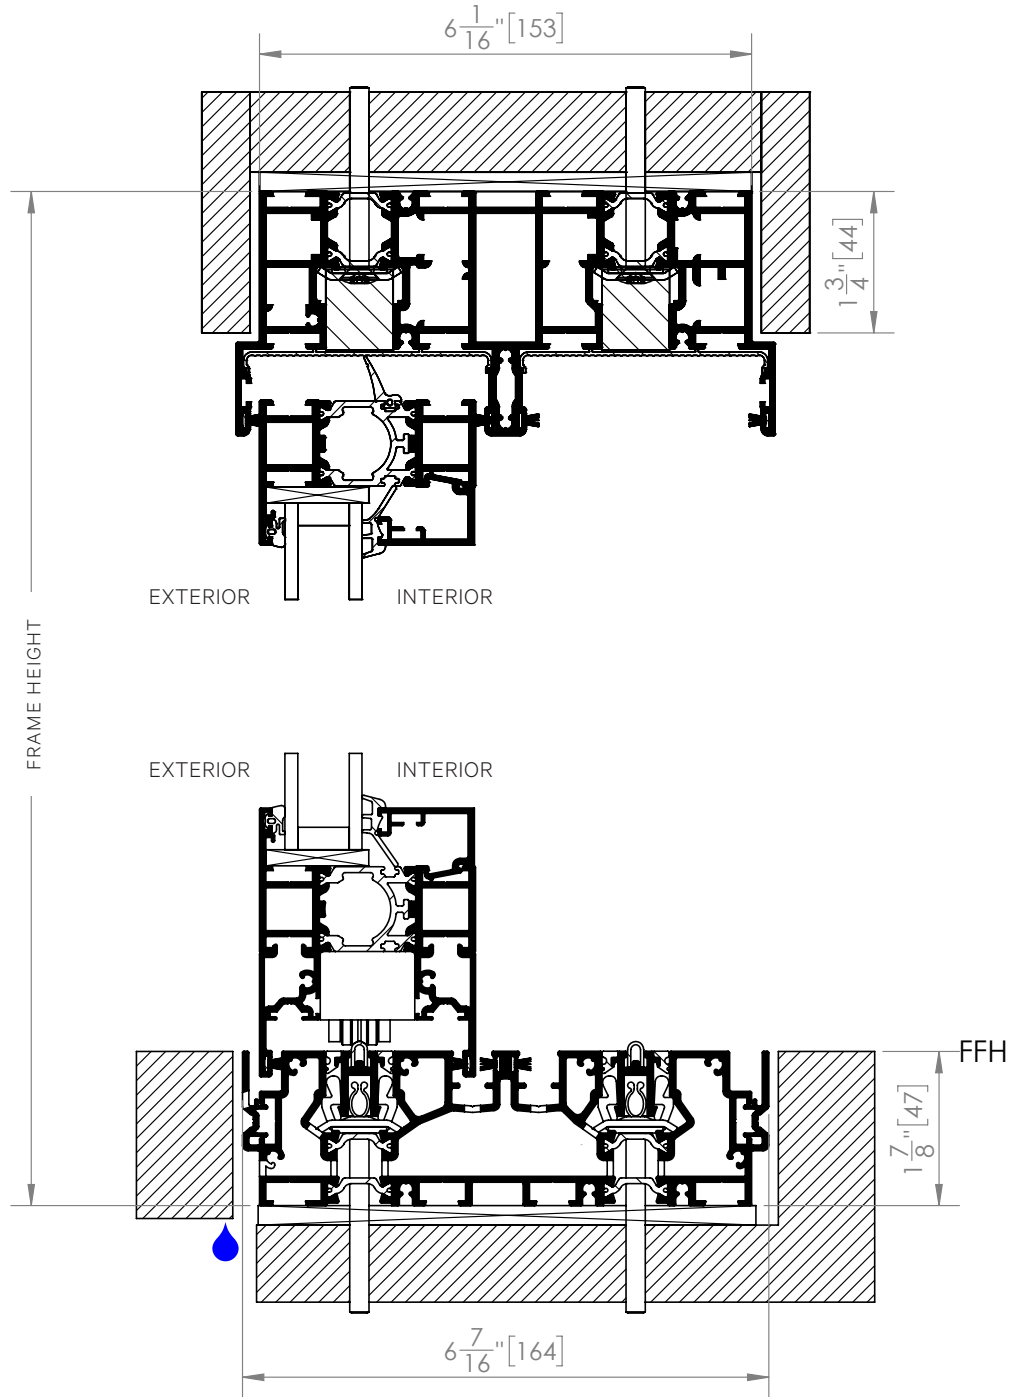 6 1/16" [153]
1 3/4" [44]
EXTERIOR INTERIOR
FRAME HEIGHT
EXTERIOR INTERIOR
FFH
1 7/8" [47]
6 7/16" [164]